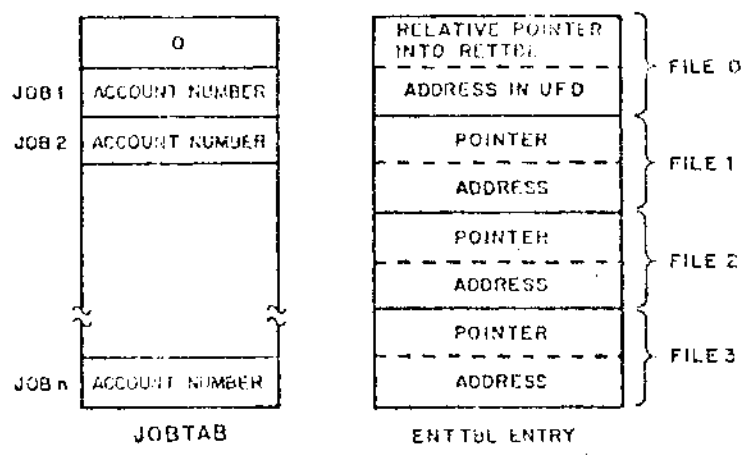 0
JOB 1 ACCOUNT NUMBER
JOB 2 ACCOUNT NUMBER
JOB n ACCOUNT NUMBER
JOBTAB
RELATIVE POINTER
INTO RETTBL
ADDRESS IN UFD
FILE 0
POINTER
ADDRESS
FILE 1
POINTER
ADDRESS
FILE 2
POINTER
ADDRESS
FILE 3
ENTTBL ENTRY